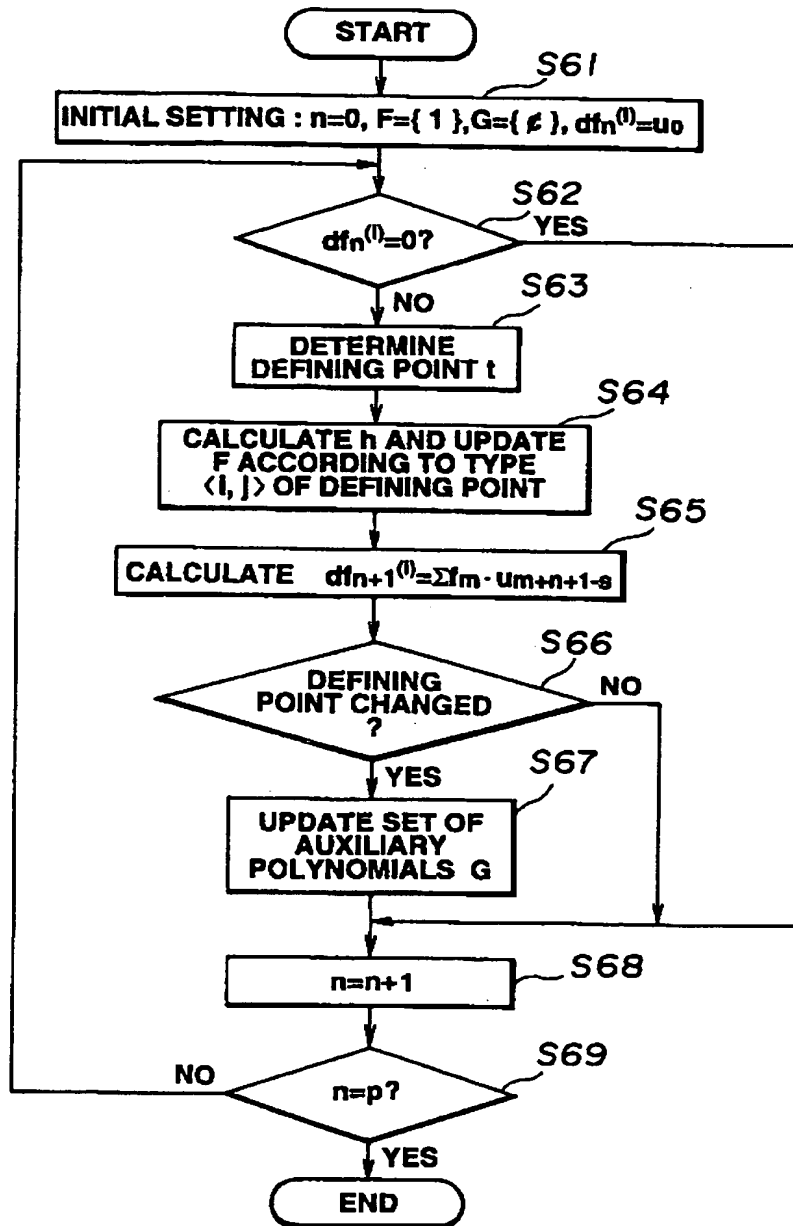 START
S61
INITIAL SETTING : n=0, F={ 1 },G={ ¢ }, dfn⁽ˡ⁾=u₀
S62
dfn⁽ˡ⁾=0?
YES
NO
S63
DETERMINE
DEFINING POINT t
S64
CALCULATE h AND UPDATE
F ACCORDING TO TYPE
〈i, j〉 OF DEFINING POINT
S65
CALCULATE dfn+1⁽ˡ⁾=Σfm · um+n+1-s
S66
DEFINING
POINT CHANGED
?
NO
YES
S67
UPDATE SET OF
AUXILIARY
POLYNOMIALS G
S68
n=n+1
S69
NO
n=p?
YES
END